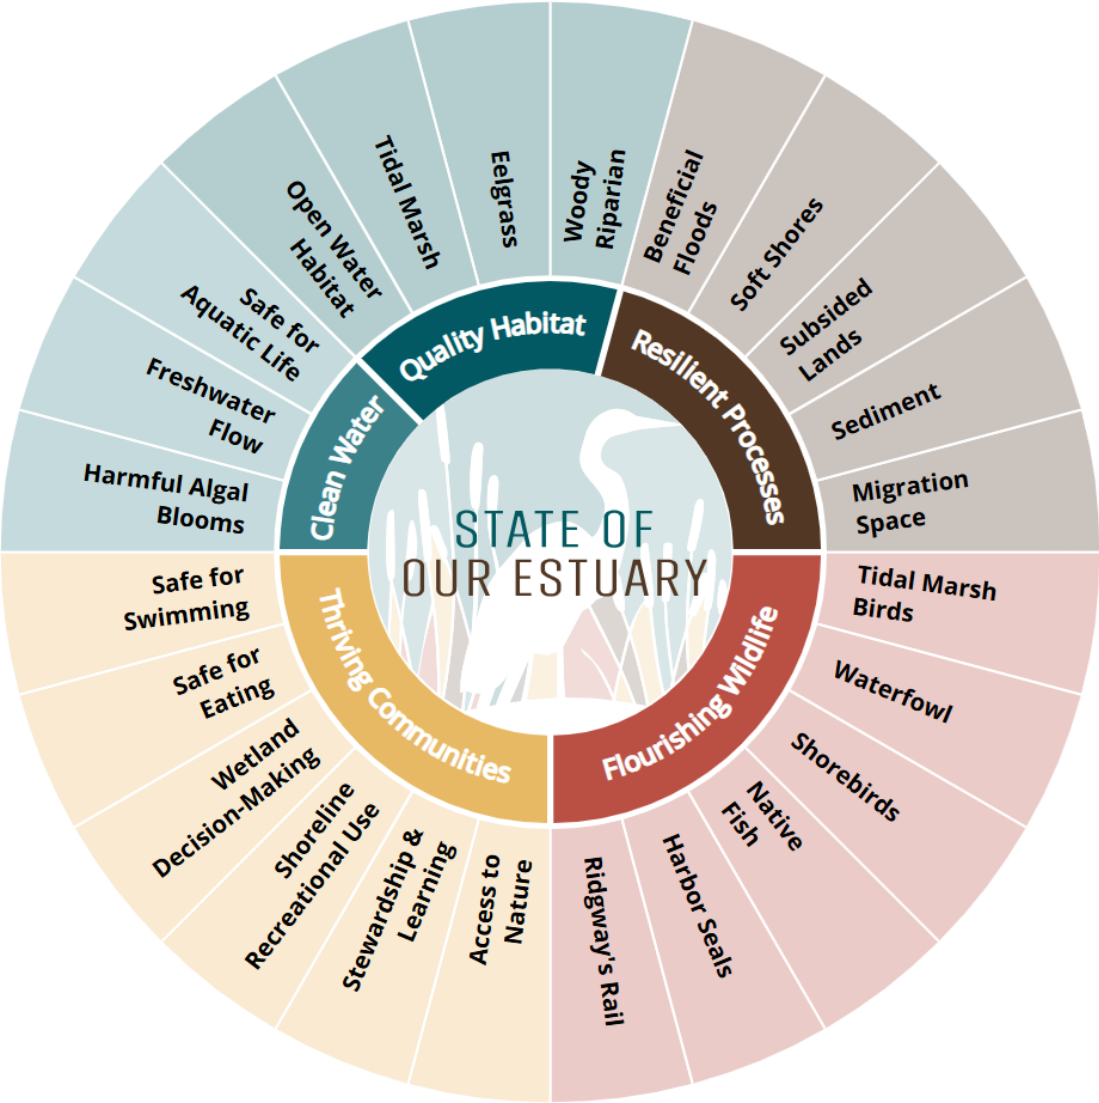 STATE OF
OUR ESTUARY
Quality Habitat
Open Water
Habitat
Tidal Marsh
Eelgrass
Woody
Riparian
Resilient Processes
Beneficial
Floods
Soft Shores
Subsided
Lands
Sediment
Migration
Space
Flourishing Wildlife
Tidal Marsh
Birds
Waterfowl
Shorebirds
Native
Fish
Harbor Seals
Ridgway's Rail
Thriving Communities
Access to
Nature
Stewardship &
Learning
Shoreline
Recreational Use
Wetland
Decision-Making
Safe for
Eating
Safe for
Swimming
Clean Water
Harmful Algal
Blooms
Freshwater
Flow
Safe for
Aquatic Life